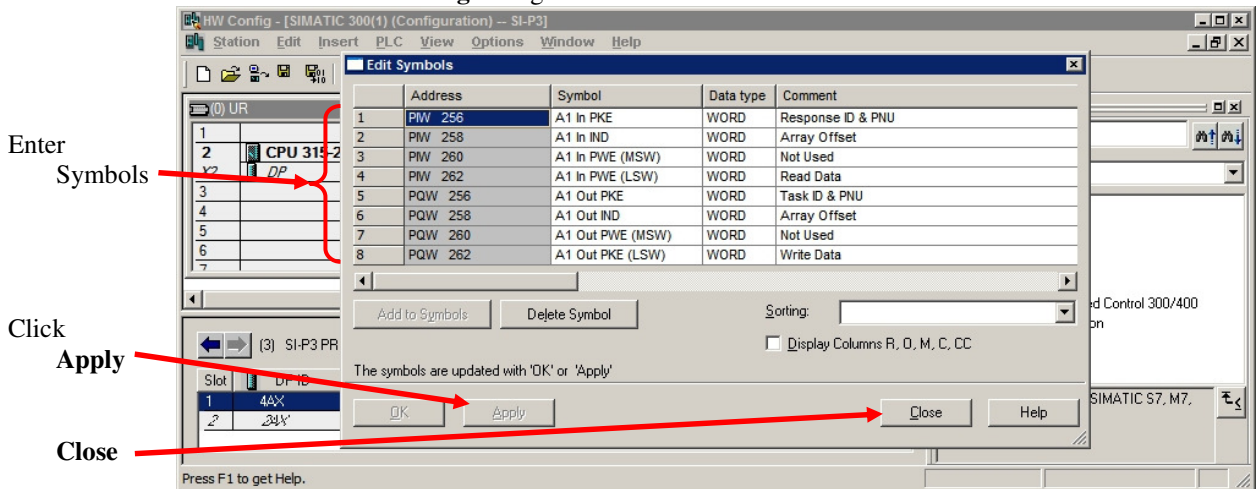 HW Config - [SIMATIC 300(1) (Configuration) -- SI-P3]
Station Edit Insert PLC View Options Window Help
Edit Symbols
(0) UR
Address Symbol Data type Comment
1 PIW 256 A1 In PKE WORD Response ID & PNU
2 PIW 258 A1 In IND WORD Array Offset
3 PIW 260 A1 In PWE (MSW) WORD Not Used
4 PIW 262 A1 In PWE (LSW) WORD Read Data
5 PQW 256 A1 Out PKE WORD Task ID & PNU
6 PQW 258 A1 Out IND WORD Array Offset
7 PQW 260 A1 Out PWE (MSW) WORD Not Used
8 PQW 262 A1 Out PKE (LSW) WORD Write Data
1
2 CPU 315-2
X2 DP
3
4
5
6
7
Enter
Symbols
Add to Symbols Delete Symbol Sorting:
Display Columns R, O, M, C, CC
The symbols are updated with 'OK' or 'Apply'
OK Apply Close Help
ed Control 300/400
on
SIMATIC S7, M7,
Click
Apply
Close
(3) SI-P3 PR
Slot DP ID
1 4AX
2 24X
Press F1 to get Help.